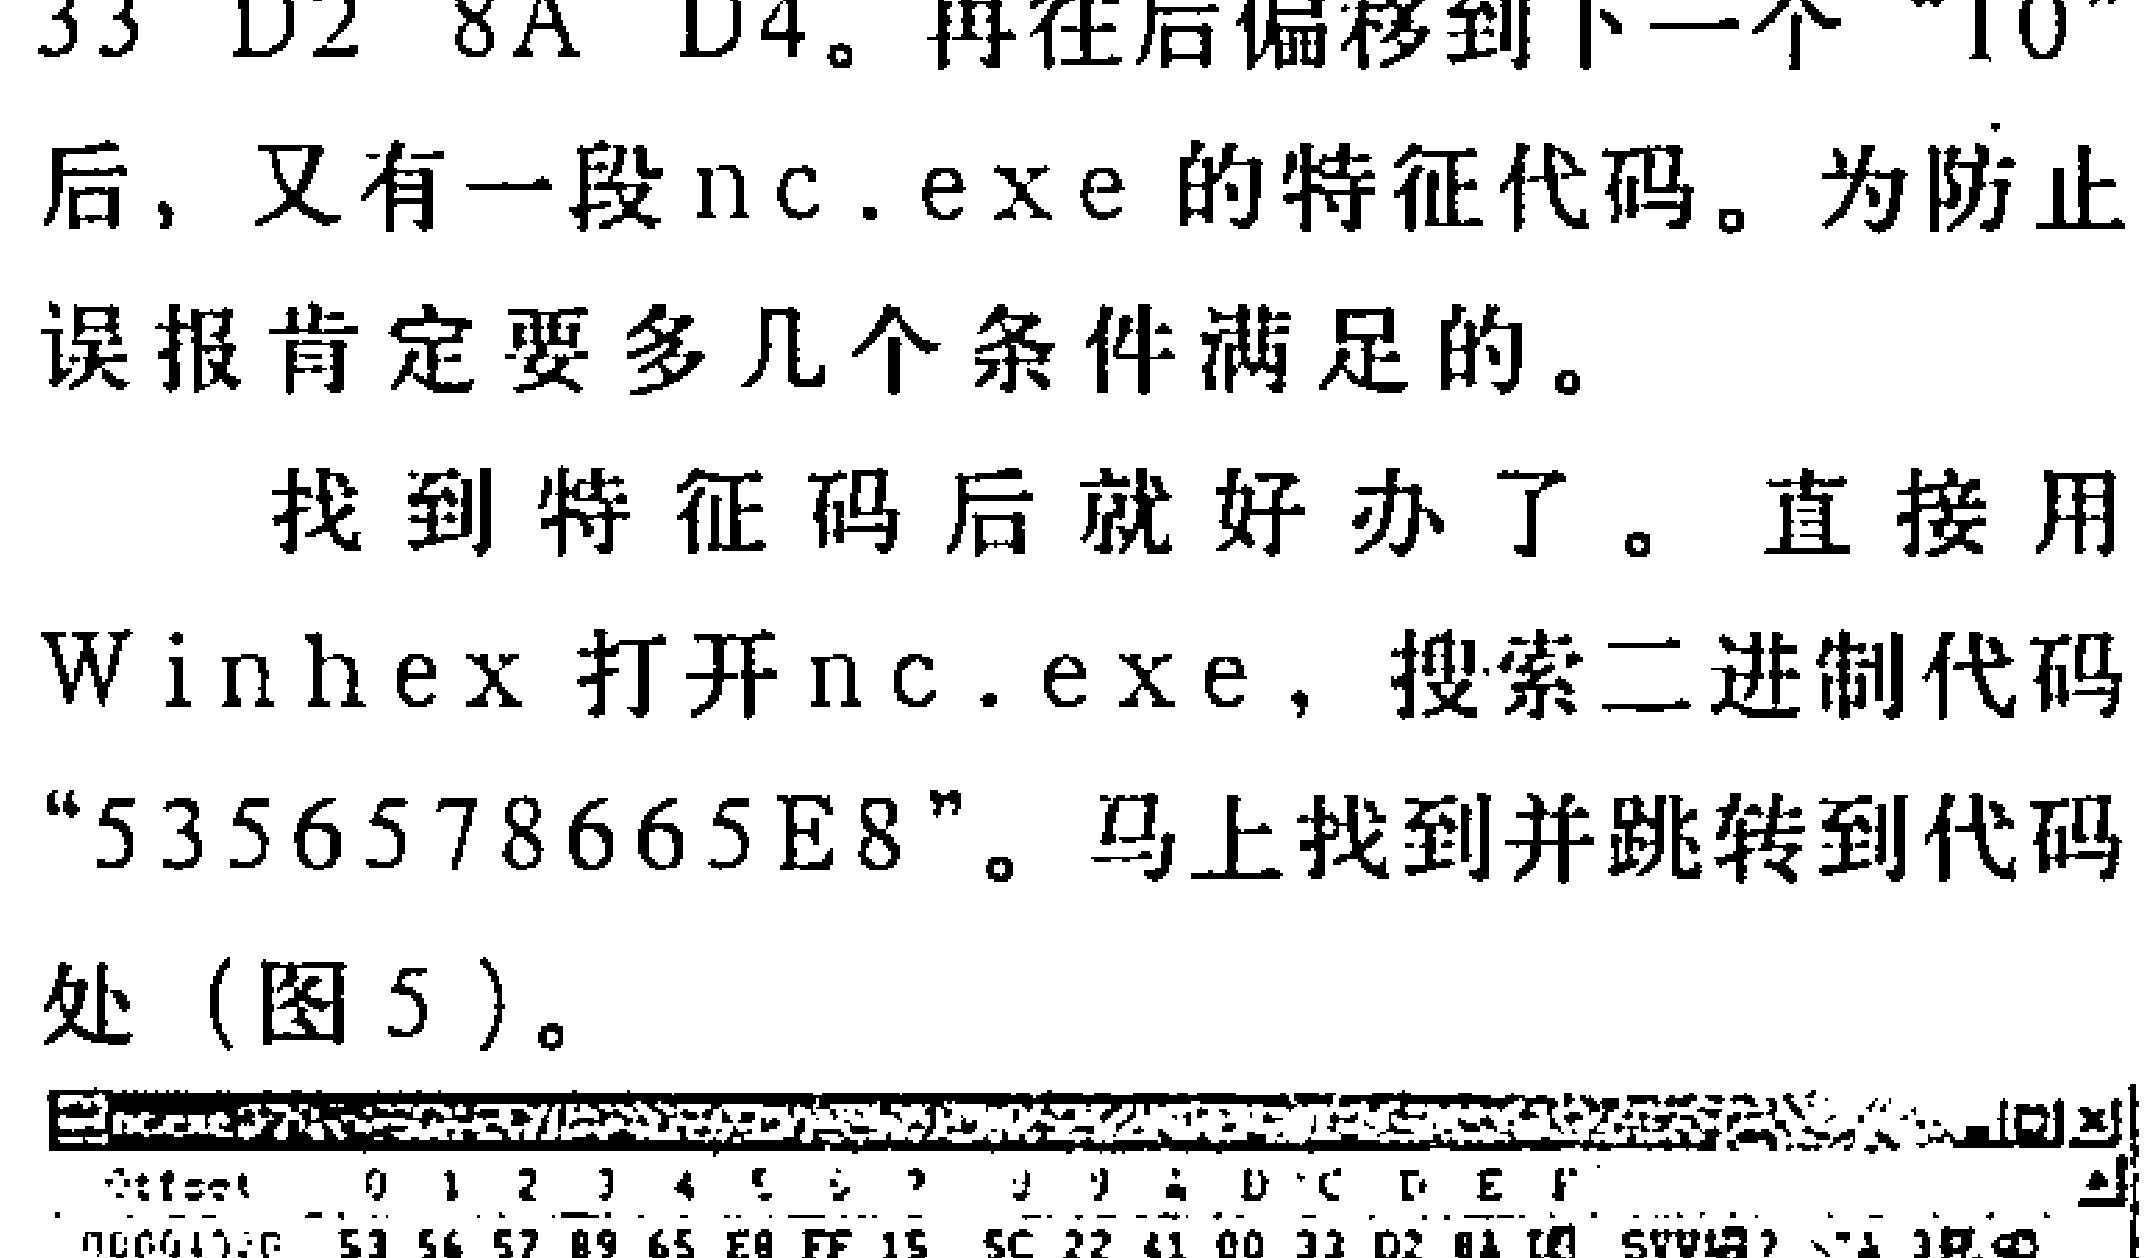 33 D2 8A D4。再往后偏移到下一个“10”
后，又有一段nc.exe的特征代码。为防止
误报肯定要多几个条件满足的。
找到特征码后就好办了。直接用
Winhex打开nc.exe，搜索二进制代码
“5356578665E8”。马上找到并跳转到代码
处（图5）。
nc.exe
Offset 0 1 2 3 4 5 6 7 8 9 A B C D E F
53 56 57 89 65 E8 FF 15 5C 22 41 00 33 D2 8A